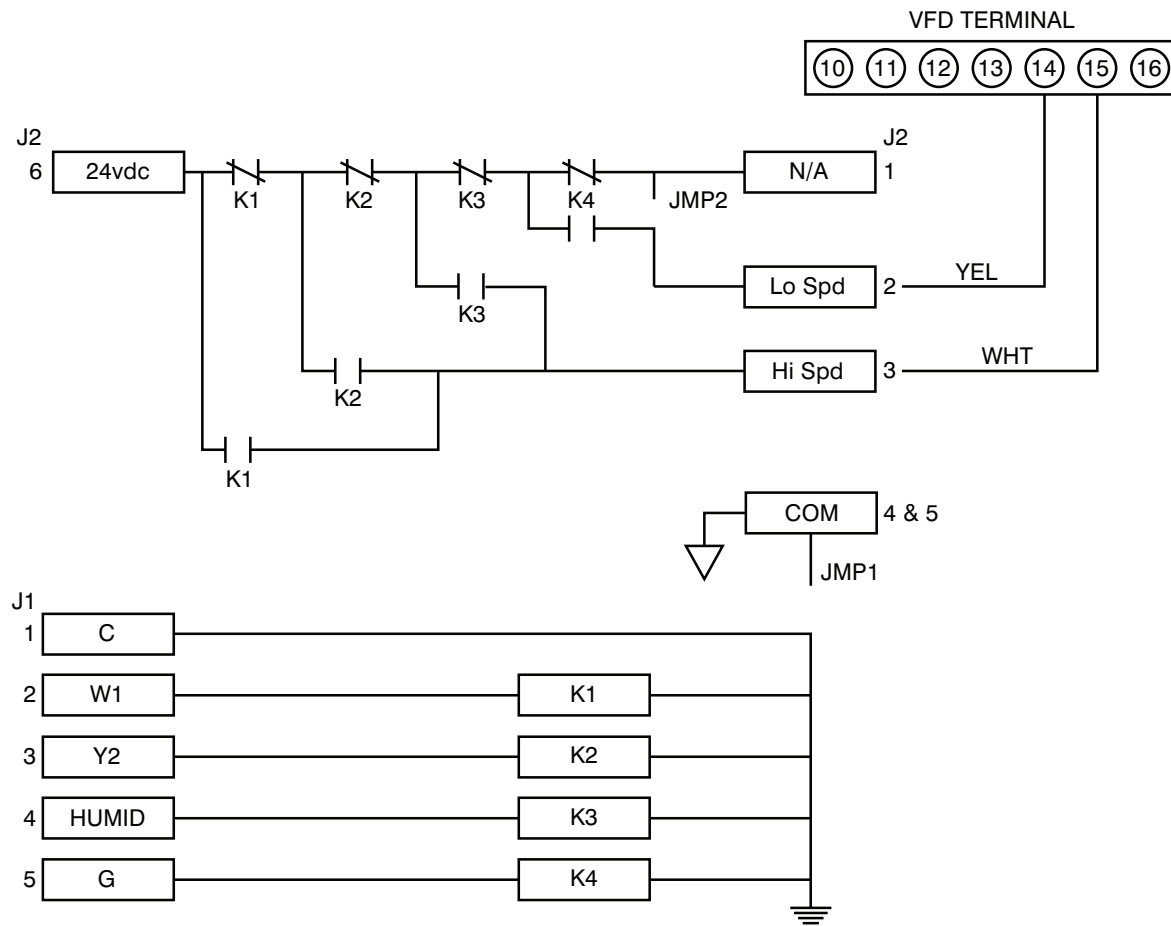 VFD TERMINAL
10 11 12 13 14 15 16
J2 J2
6 24vdc N/A 1
K1 K2 K3 K4 JMP2
YEL
Lo Spd 2
K3
WHT
Hi Spd 3
K2
K1
COM 4 & 5
JMP1
J1
1 C
2 W1 K1
3 Y2 K2
4 HUMID K3
5 G K4